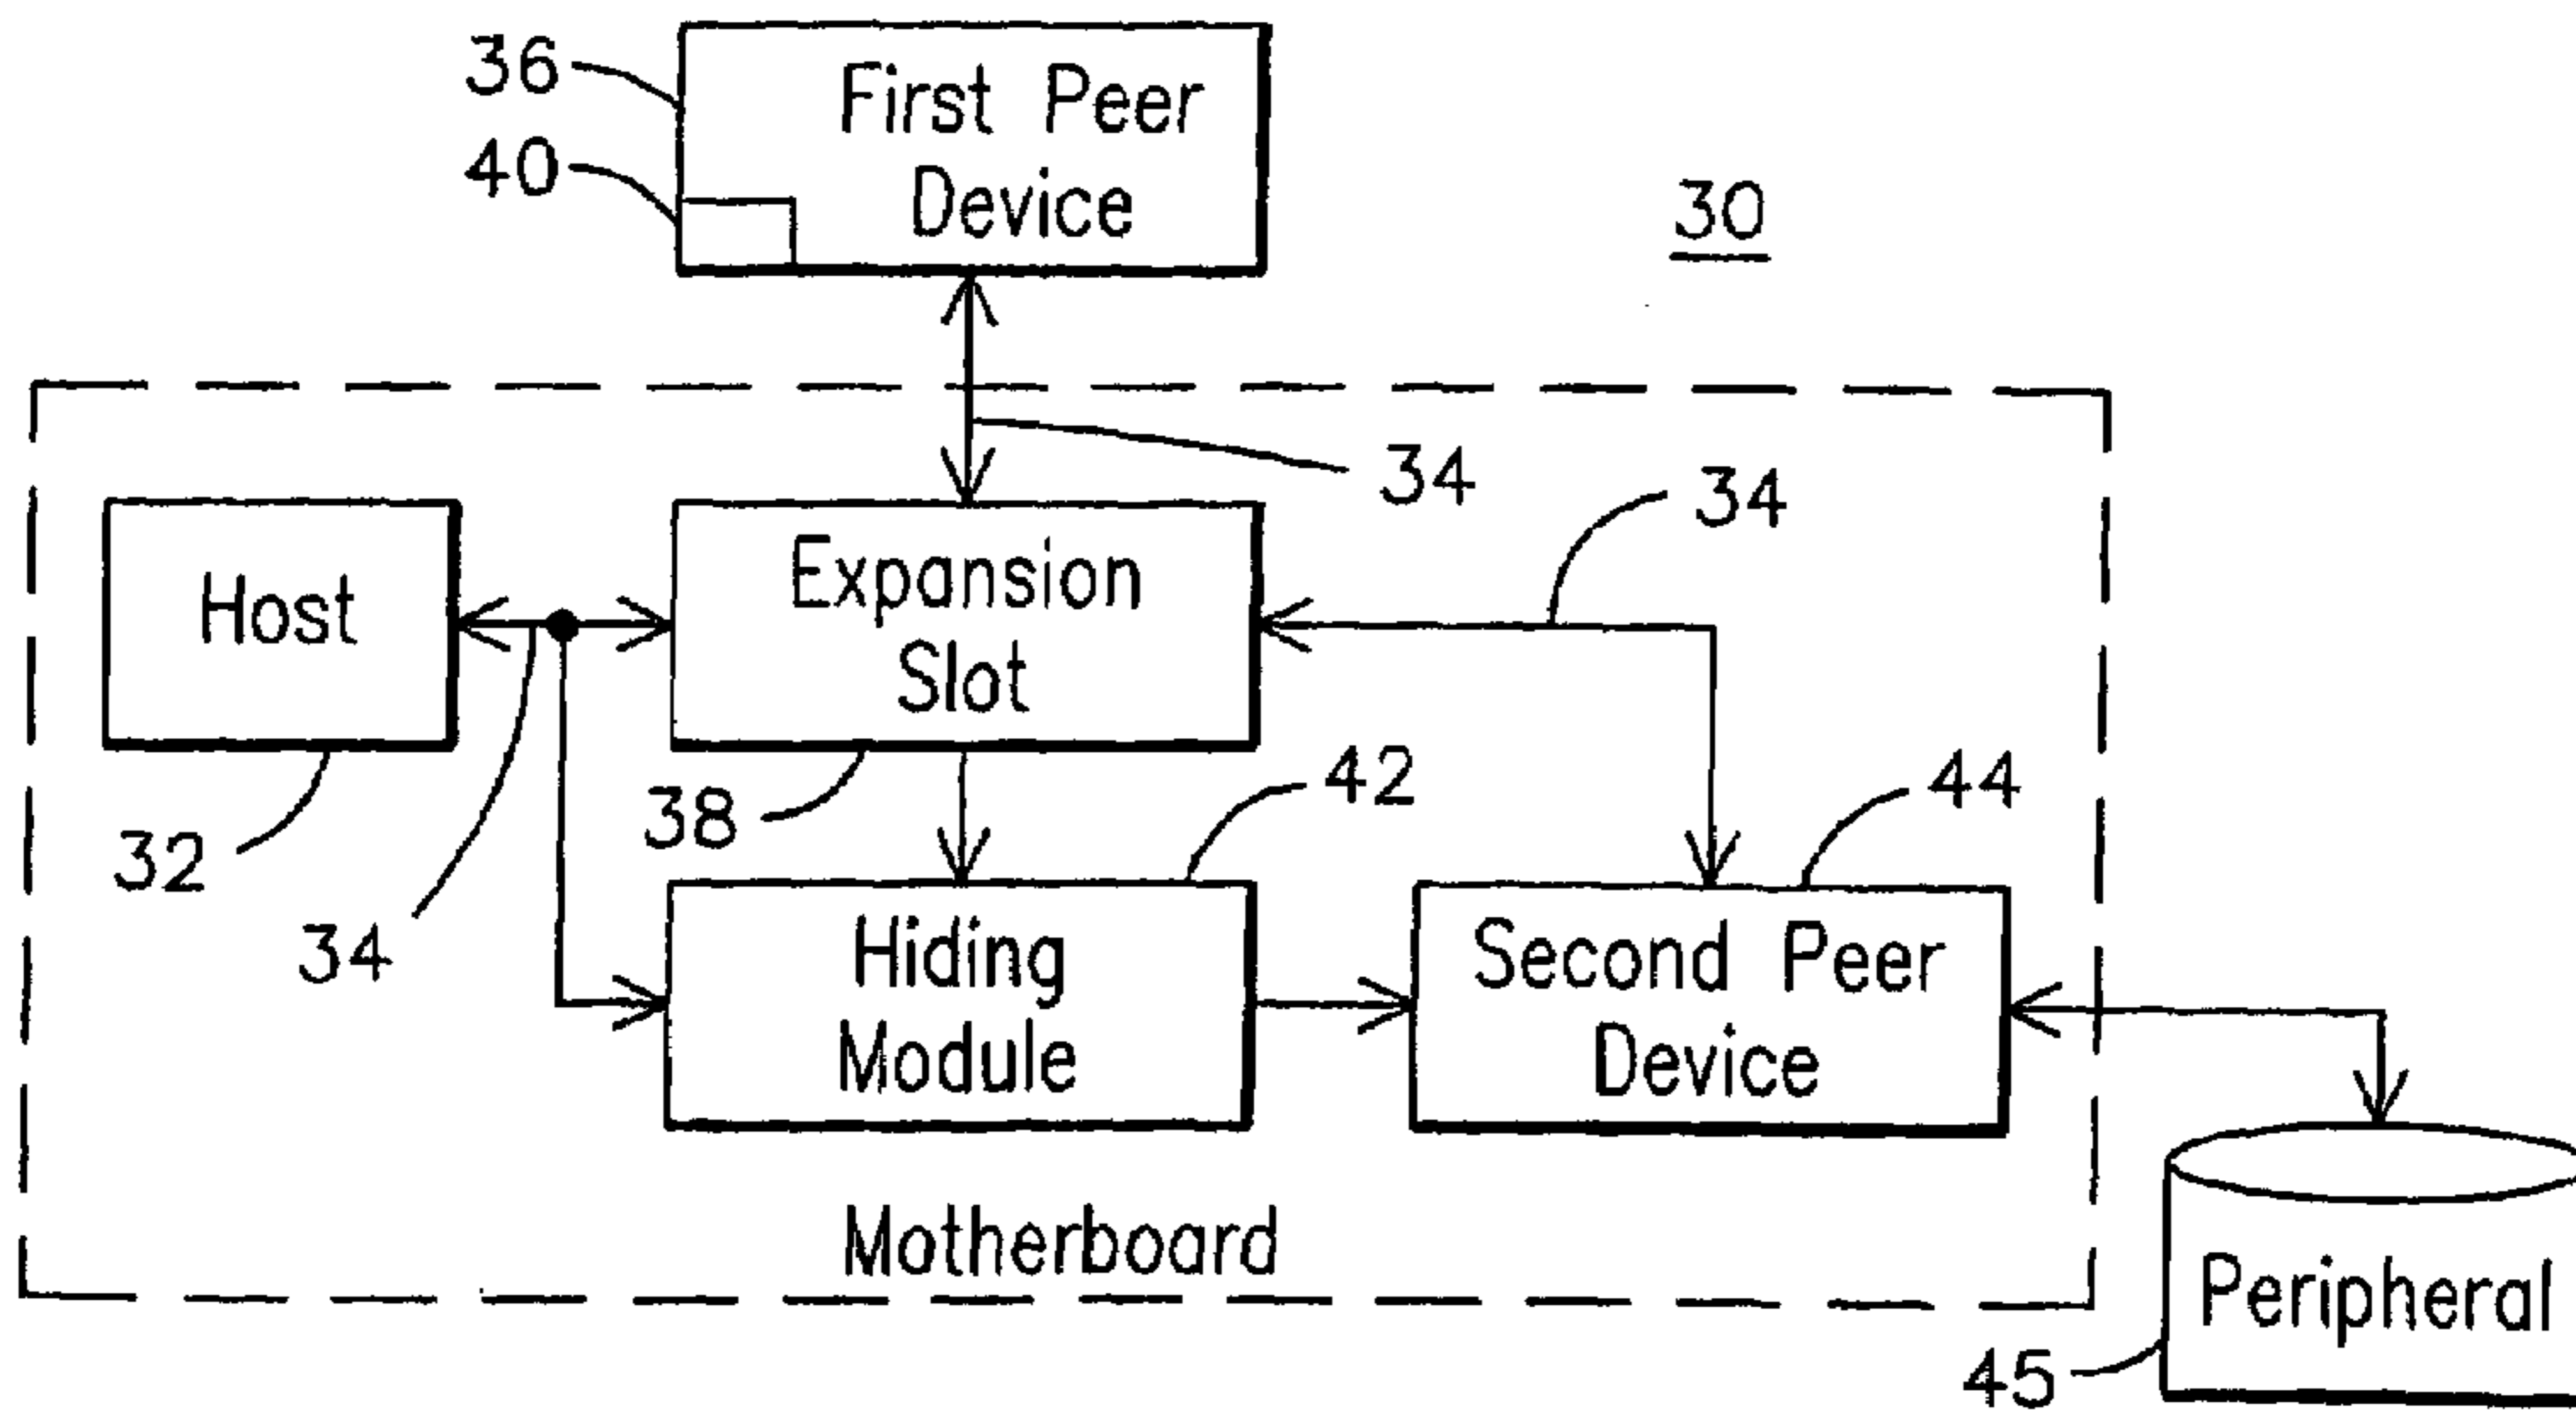 36
First Peer
Device
40
30
34
34
Host
Expansion
Slot
32
34
38
42
44
Hiding
Module
Second Peer
Device
Motherboard
Peripheral
45